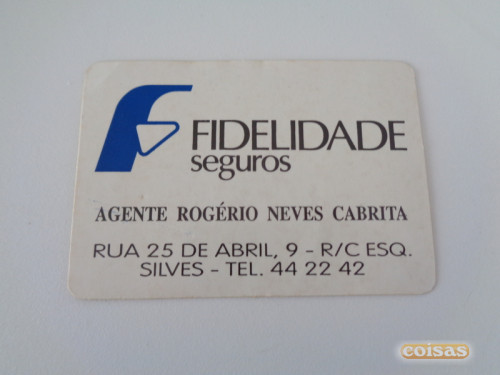 FIDELIDADE
seguros
AGENTE ROGÉRIO NEVES CABRITA
RUA 25 DE ABRIL, 9 - R/C ESQ.
SILVES - TEL. 44 22 42
coisas